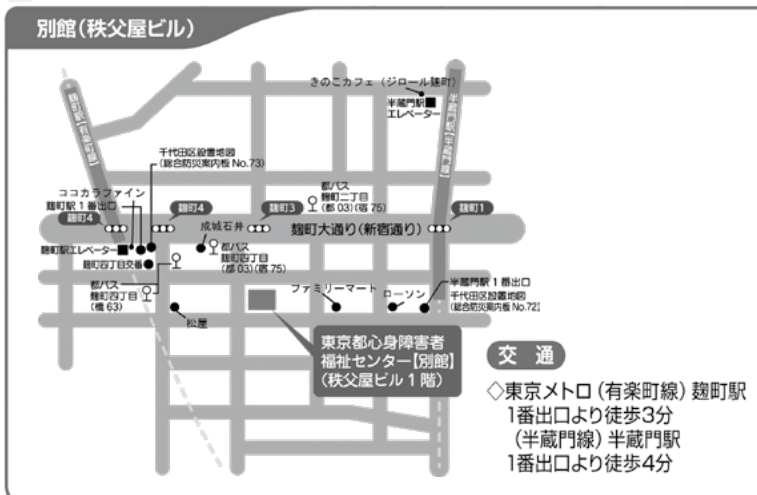 別館(秩父屋ビル)
きのこカフェ(ジロール麹町)
半蔵門駅
エレベーター
麹町駅【有楽町線】
半蔵門駅【半蔵門線】
千代田区設置地図
(総合防災案内板 No.73)
ココカラファイン
麹町駅 1 番出口
都バス
麹町二丁目
(都 03)(宿 75)
麹町4
麹町4
麹町3
麹町1
成城石井
麹町大通り(新宿通り)
麹町駅エレベーター
麹町四丁目交番
都バス
麹町四丁目
(都 03)(宿 75)
都バス
麹町四丁目
(橋 63)
ファミリーマート
ローソン
半蔵門駅 1 番出口
千代田区設置地図
(総合防災案内板 No.72)
松屋
東京都心身障害者
福祉センター【別館】
(秩父屋ビル 1 階)
交 通
◇東京メトロ(有楽町線)麹町駅
1番出口より徒歩3分
(半蔵門線)半蔵門駅
1番出口より徒歩4分